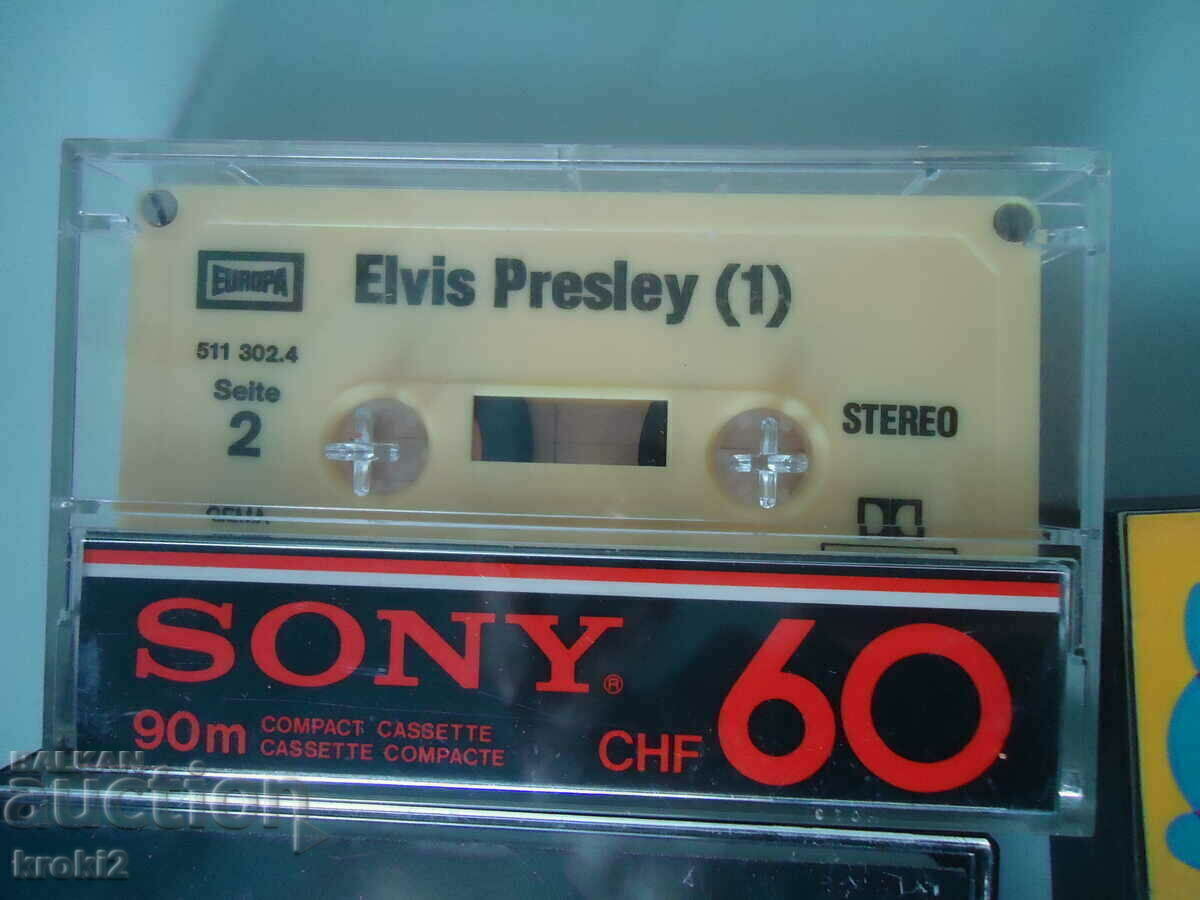 EUROPA
Elvis Presley (1)
511 302.4
Seite
2
STEREO
GEMA
SONY®
90m
COMPACT CASSETTE
CASSETTE COMPACTE
CHF
60
BALKAN
auction
kroki2